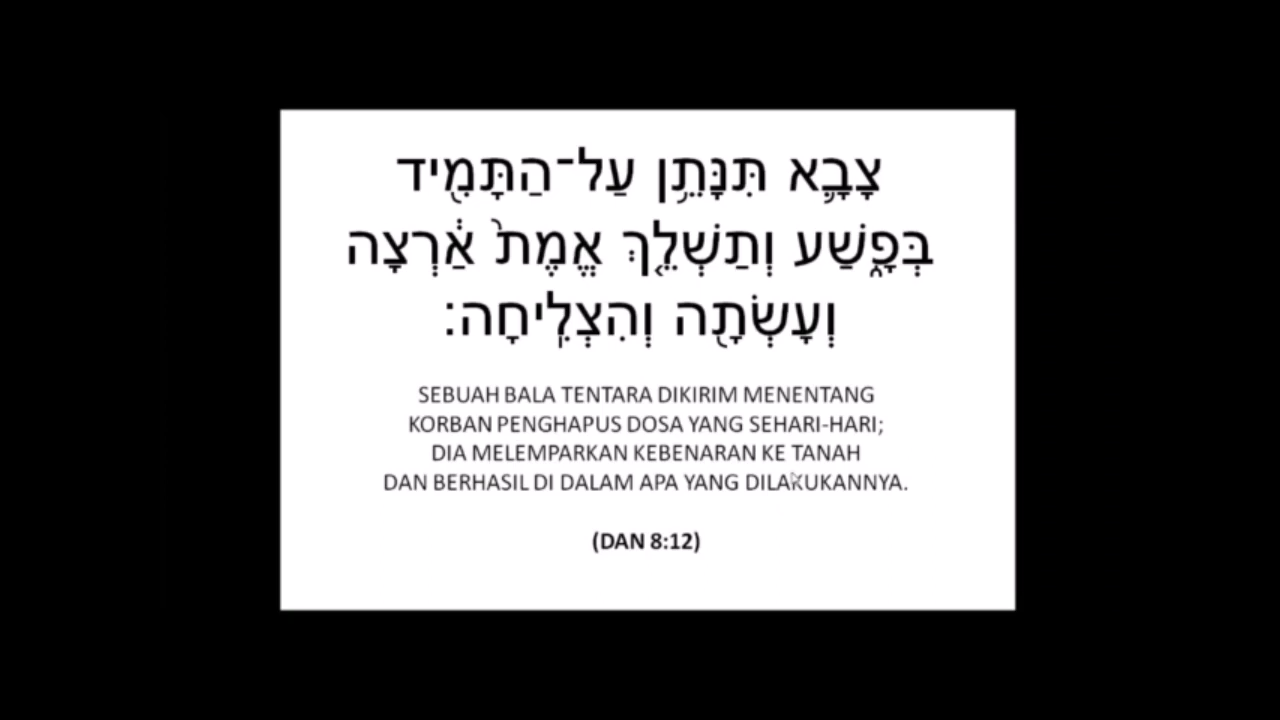 צָבָ֛א תִּנָּתֵ֥ן עַל־הַתָּמִ֖יד
בְּפָ֑שַׁע וְתַשְׁלֵ֤ךְ אֱמֶת֙ אַ֔רְצָה
וְעָשְׂתָ֖ה וְהִצְלִֽיחָה׃
SEBUAH BALA TENTARA DIKIRIM MENENTANG
KORBAN PENGHAPUS DOSA YANG SEHARI-HARI;
DIA MELEMPARKAN KEBENARAN KE TANAH
DAN BERHASIL DI DALAM APA YANG DILAKUKANNYA.
(DAN 8:12)